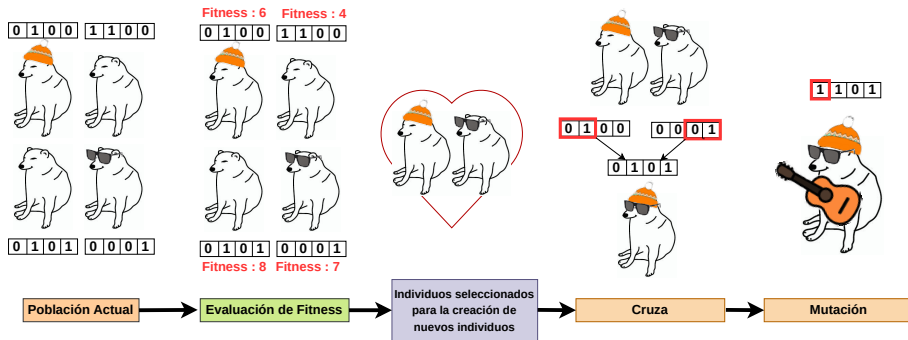 0 1 0 0
1 1 0 0
0 1 0 1
0 0 0 1
Población Actual
Fitness : 6
Fitness : 4
0 1 0 0
1 1 0 0
0 1 0 1
0 0 0 1
Fitness : 8
Fitness : 7
Evaluación de Fitness
Individuos seleccionados
para la creación de
nuevos individuos
0 1 0 0
0 0 0 1
0 1 0 1
Cruza
1 1 0 1
Mutación